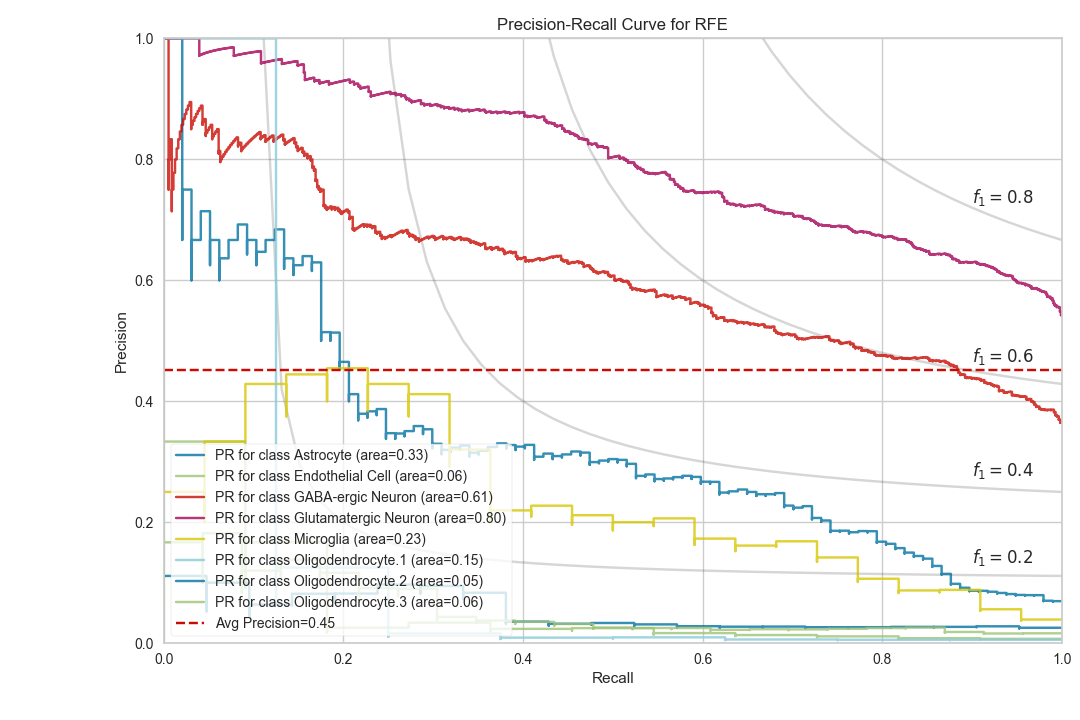 Precision-Recall Curve for RFE
1.0
0.8
0.6
0.4
0.2
0.0
Precision
f1 = 0.8
f1 = 0.6
f1 = 0.4
f1 = 0.2
PR for class Astrocyte (area=0.33)
PR for class Endothelial Cell (area=0.06)
PR for class GABA-ergic Neuron (area=0.61)
PR for class Glutamatergic Neuron (area=0.80)
PR for class Microglia (area=0.23)
PR for class Oligodendrocyte.1 (area=0.15)
PR for class Oligodendrocyte.2 (area=0.05)
PR for class Oligodendrocyte.3 (area=0.06)
Avg Precision=0.45
0.0 0.2 0.4 0.6 0.8 1.0
Recall